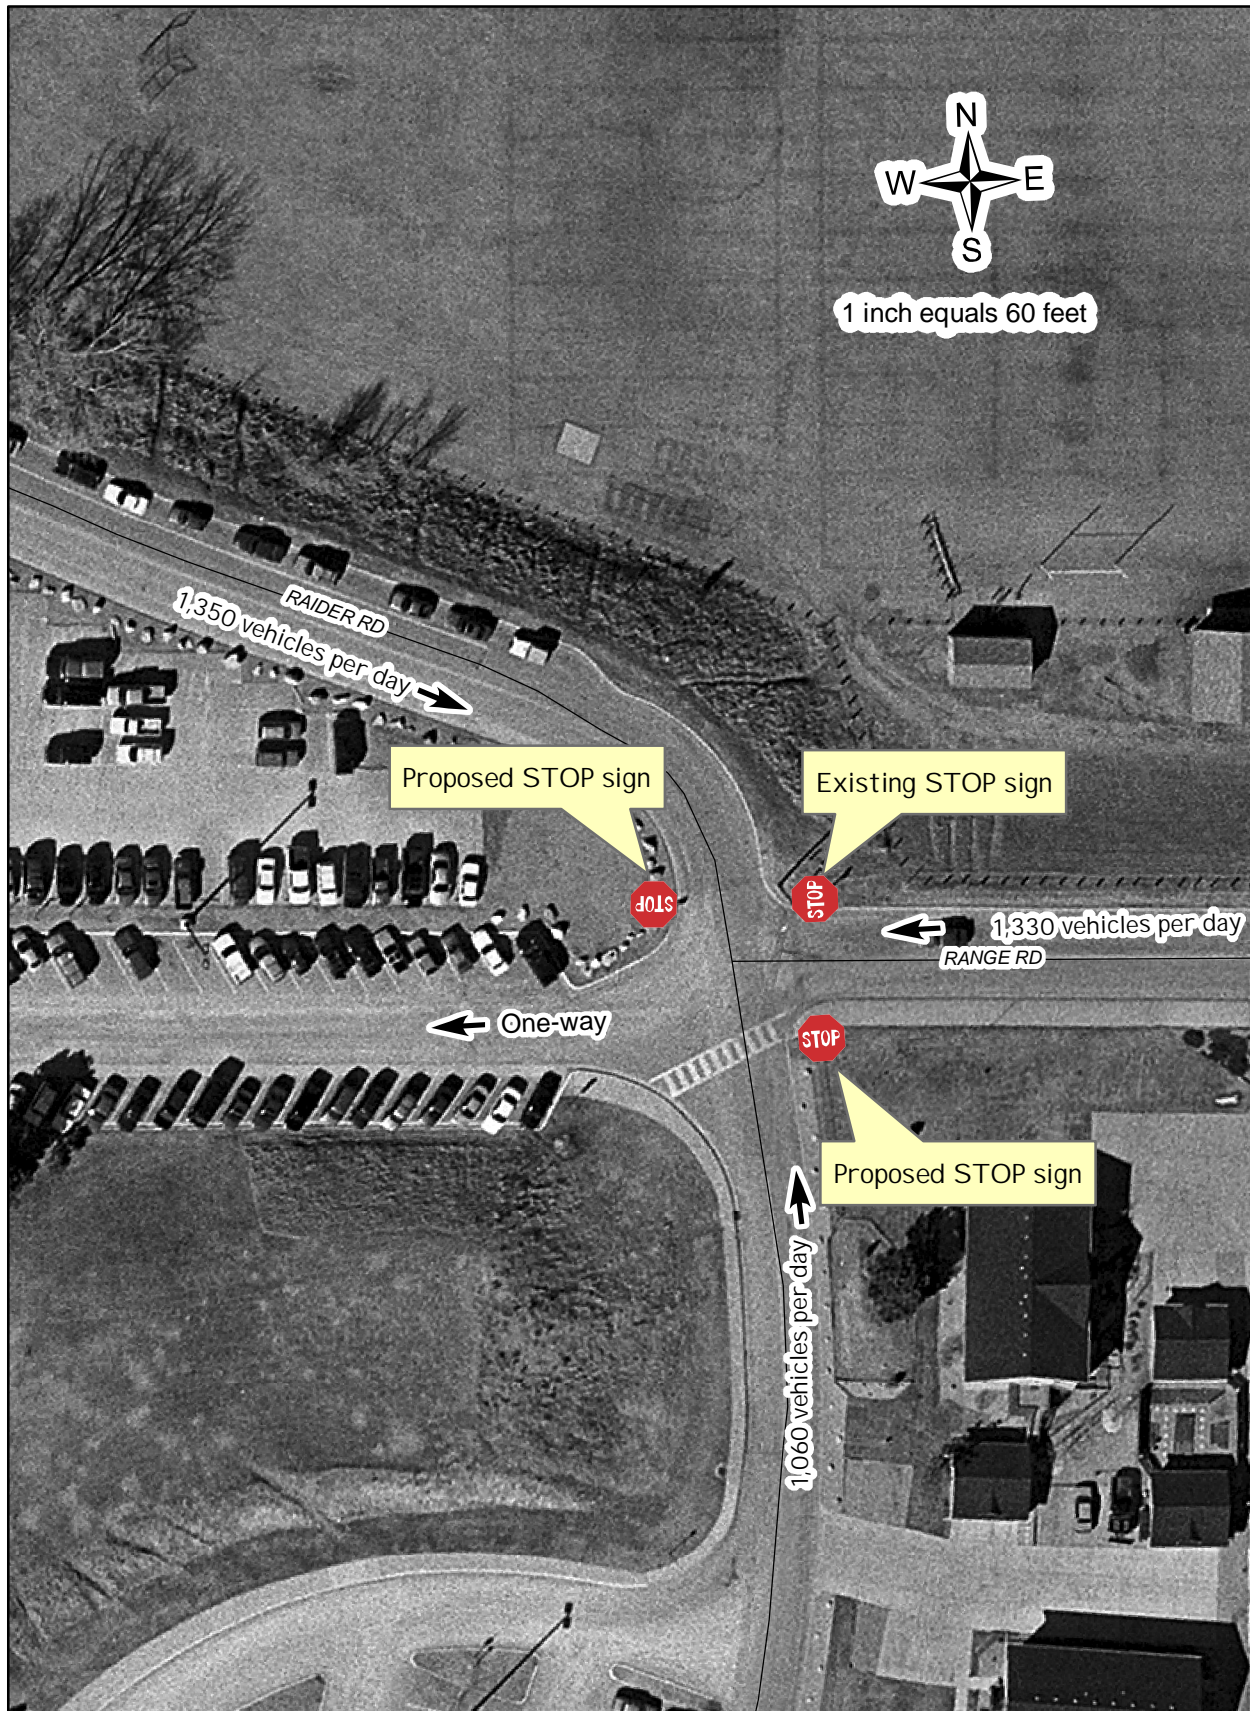 N
W E
S
1 inch equals 60 feet
RAIDER RD
1,350 vehicles per day
Proposed STOP sign
Existing STOP sign
STOP
STOP
1,330 vehicles per day
RANGE RD
One-way
STOP
Proposed STOP sign
1,060 vehicles per day